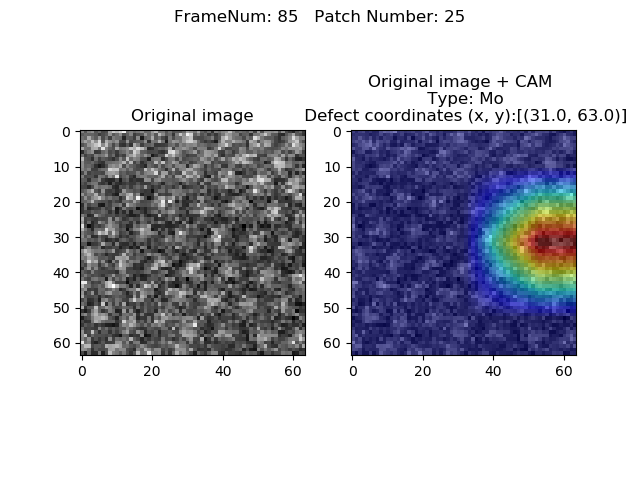 FrameNum: 85   Patch Number: 25
Original image
Original image + CAM
Type: Mo
Defect coordinates (x, y):[(31.0, 63.0)]
0
10
20
30
40
50
60
0 20 40 60
0
10
20
30
40
50
60
0 20 40 60